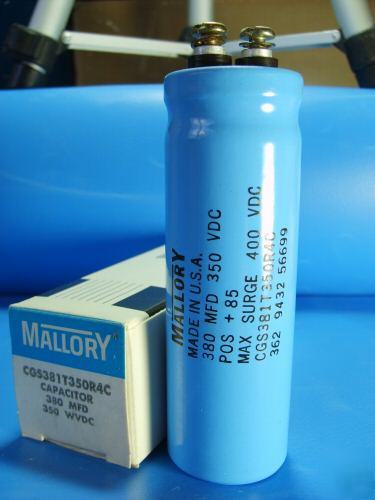 MALLORY
MADE IN U.S.A.
380 MFD 350 VDC
POS + 85
MAX SURGE 400 VDC
CGS381T350R4C
362 9432 56699
MALLORY
CGS381T350R4C
CAPACITOR
380 MFD
350 WVDC